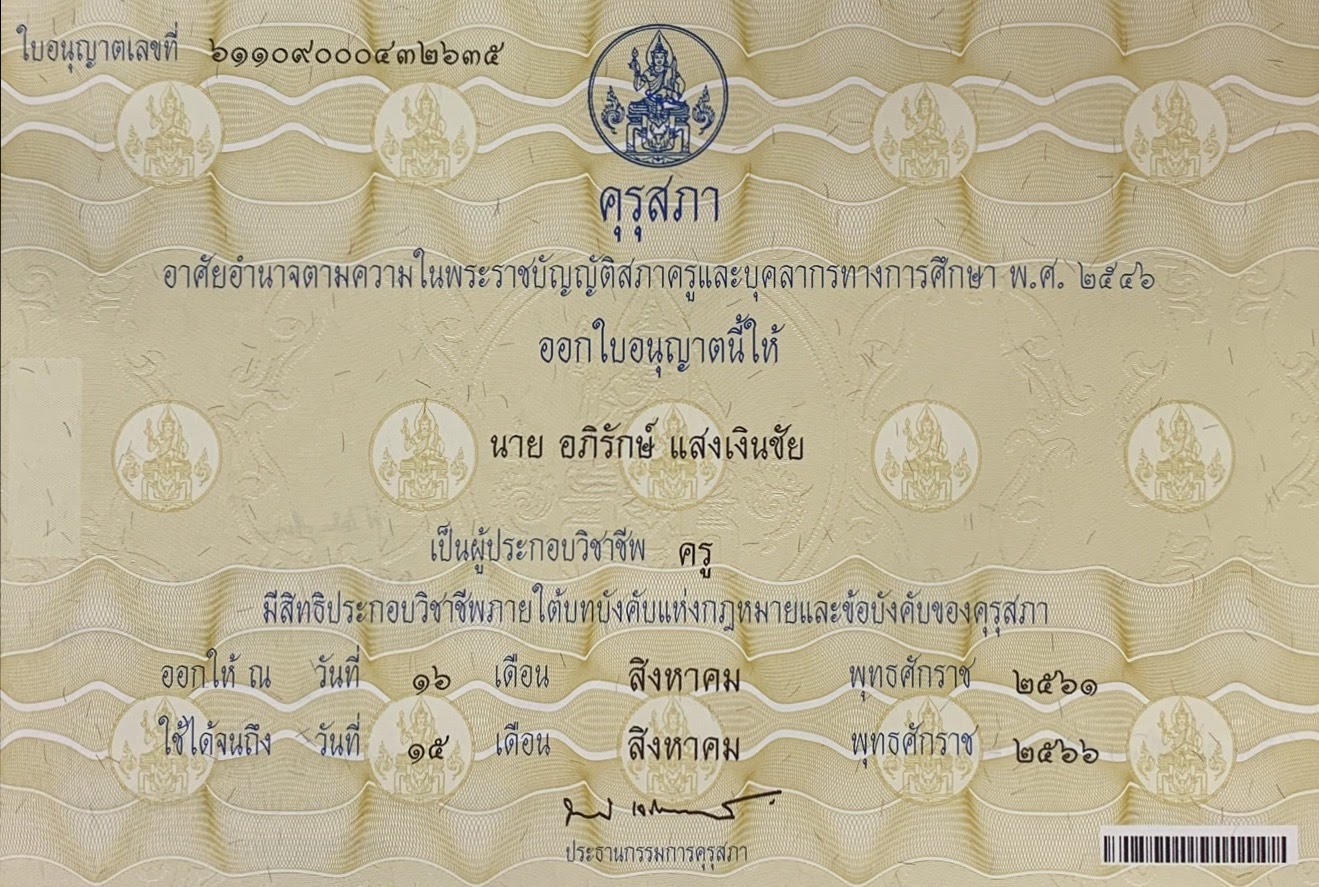 ใบอนุญาตเลขที่ ๖๑๑๐๙๐๐๐๔๓๒๖๓๕
คุรุสภา
อาศัยอำนาจตามความในพระราชบัญญัติสภาครูและบุคลากรทางการศึกษา พ.ศ. ๒๕๔๖
ออกใบอนุญาตนี้ให้
นาย อภิรักษ์ แสงเงินชัย
เป็นผู้ประกอบวิชาชีพ ครู
มีสิทธิประกอบวิชาชีพภายใต้บทบังคับแห่งกฎหมายและข้อบังคับของคุรุสภา
ออกให้ ณ วันที่ ๑๖ เดือน สิงหาคม พุทธศักราช ๒๕๖๑
ใช้ได้จนถึง วันที่ ๑๕ เดือน สิงหาคม พุทธศักราช ๒๕๖๖
ประธานกรรมการคุรุสภา